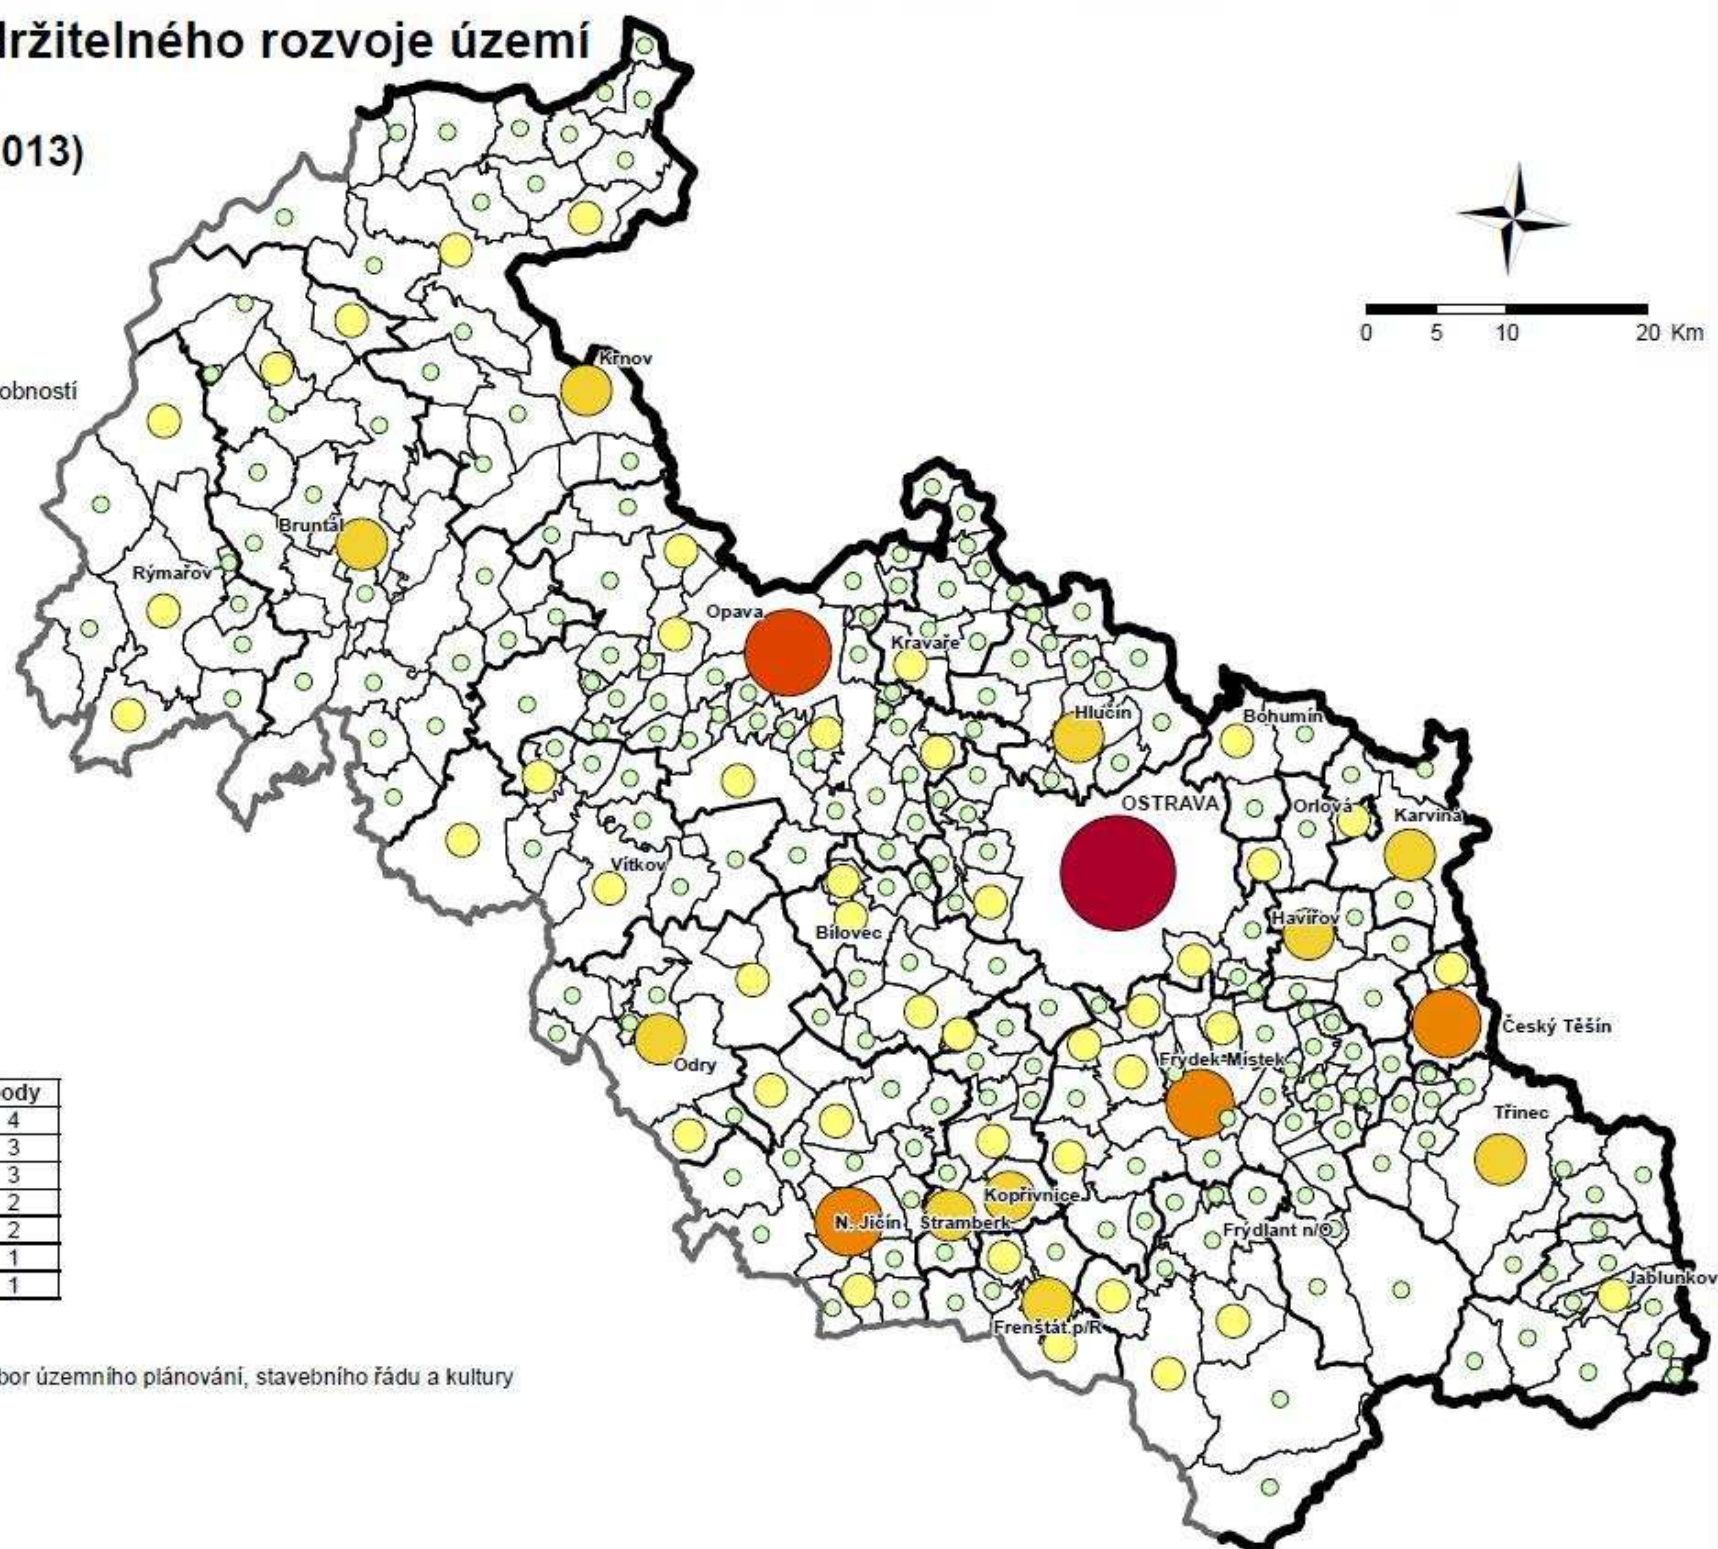 držitelného rozvoje území
013)
0 5 10 20 Km
Krnov
obností
Bruntál
Rýmařov
Opava
Kravaře
Hlučín
Bohumín
OSTRAVA
Orlová
Karviná
Vítkov
Havířov
Bílovec
Český Těšín
Odry
Frýdek-Místek
ody
4
Třinec
3
3
2
Kopřivnice
2
N. Jičín
Štramberk
Frýdlant n/O
1
Jablunkov
1
Frenštát p/R
bor územního plánování, stavebního řádu a kultury